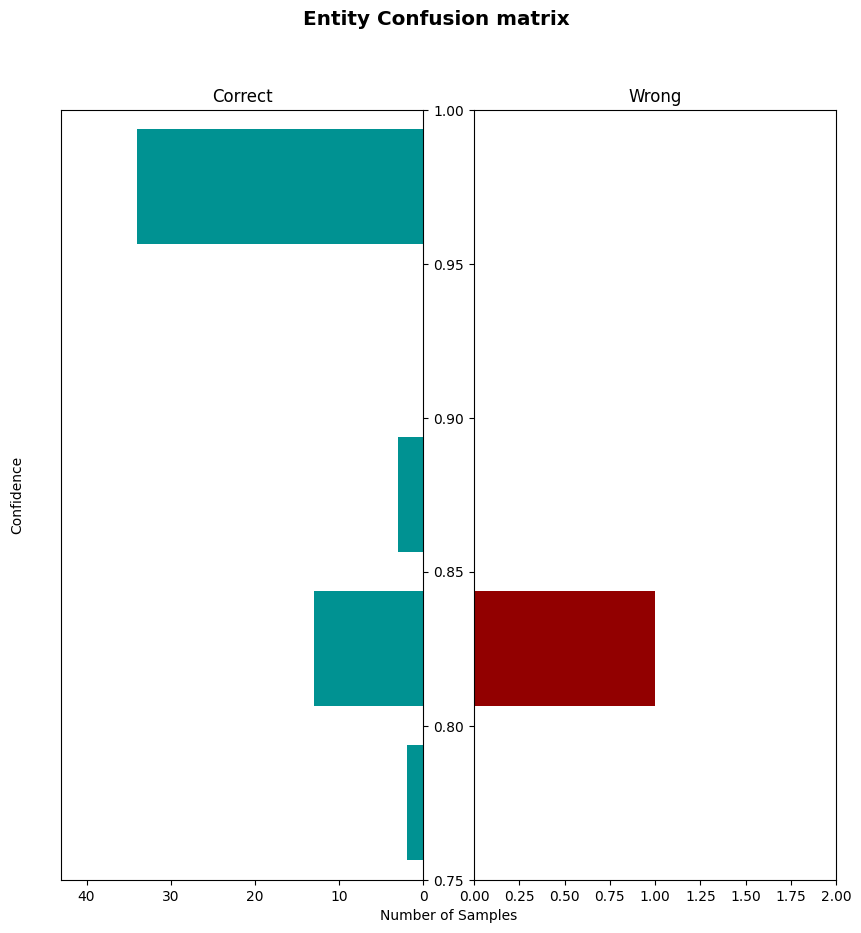 Entity Confusion matrix
Correct
Wrong
1.00
0.95
0.90
0.85
0.80
0.75
Confidence
40 30 20 10 0
0.00 0.25 0.50 0.75 1.00 1.25 1.50 1.75 2.00
Number of Samples